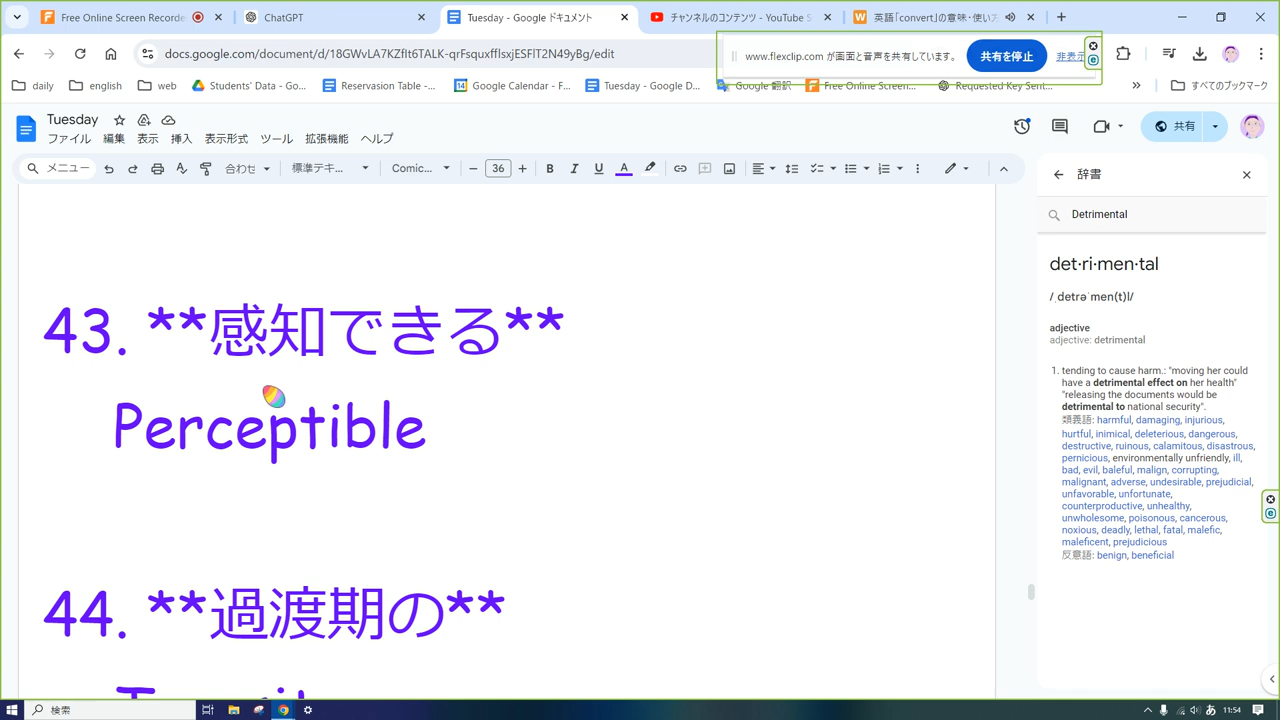 Free Online Screen Recorde
ChatGPT
Tuesday - Google ドキュメント
チャンネルのコンテンツ - YouTube S
英語「convert」の意味・使い方
docs.google.com/document/d/18GWvLA7KZflt6TALK-qrFsquxfflsxjESFlT2N49vBg/edit
www.flexclip.com が画面と音声を共有しています。
共有を停止
非表示
daily
english
web
Students' Data - Go...
Reservasion Table -...
Google Calendar - F...
Tuesday - Google D...
Google 翻訳
Free Online Screen...
Requested Key Sent...
すべてのブックマーク
Tuesday
ファイル 編集 表示 挿入 表示形式 ツール 拡張機能 ヘルプ
共有
メニュー
合わせ
標準テキ...
Comic...
36
B I U A
43. **感知できる**
Perceptible
44. **過渡期の**
辞書
Detrimental
det·ri·men·tal
/ˌdetrəˈmen(t)l/
adjective
adjective: detrimental
1. tending to cause harm.: "moving her could
have a detrimental effect on her health"
"releasing the documents would be
detrimental to national security".
類義語: harmful, damaging, injurious,
hurtful, inimical, deleterious, dangerous,
destructive, ruinous, calamitous, disastrous,
pernicious, environmentally unfriendly, ill,
bad, evil, baleful, malign, corrupting,
malignant, adverse, undesirable, prejudicial,
unfavorable, unfortunate,
counterproductive, unhealthy,
unwholesome, poisonous, cancerous,
noxious, deadly, lethal, fatal, malefic,
maleficent, prejudicious
反意語: benign, beneficial
検索
あ
11:54